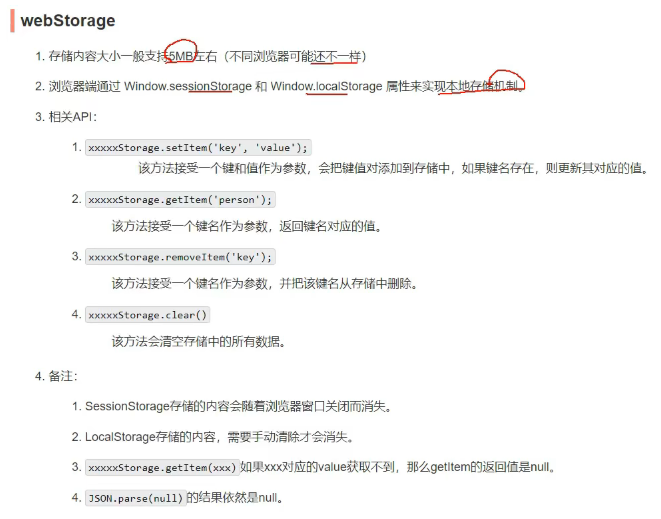 webStorage
1. 存储内容大小一般支持5MB左右（不同浏览器可能还不一样）
2. 浏览器端通过 Window.sessionStorage 和 Window.localStorage 属性来实现本地存储机制。
3. 相关API：
1. xxxxxStorage.setItem('key', 'value');
该方法接受一个键和值作为参数，会把键值对添加到存储中，如果键名存在，则更新其对应的值。
2. xxxxxStorage.getItem('person');
该方法接受一个键名作为参数，返回键名对应的值。
3. xxxxxStorage.removeItem('key');
该方法接受一个键名作为参数，并把该键名从存储中删除。
4. xxxxxStorage.clear()
该方法会清空存储中的所有数据。
4. 备注：
1. SessionStorage存储的内容会随着浏览器窗口关闭而消失。
2. LocalStorage存储的内容，需要手动清除才会消失。
3. xxxxxStorage.getItem(xxx)如果xxx对应的value获取不到，那么getItem的返回值是null。
4. JSON.parse(null)的结果依然是null。